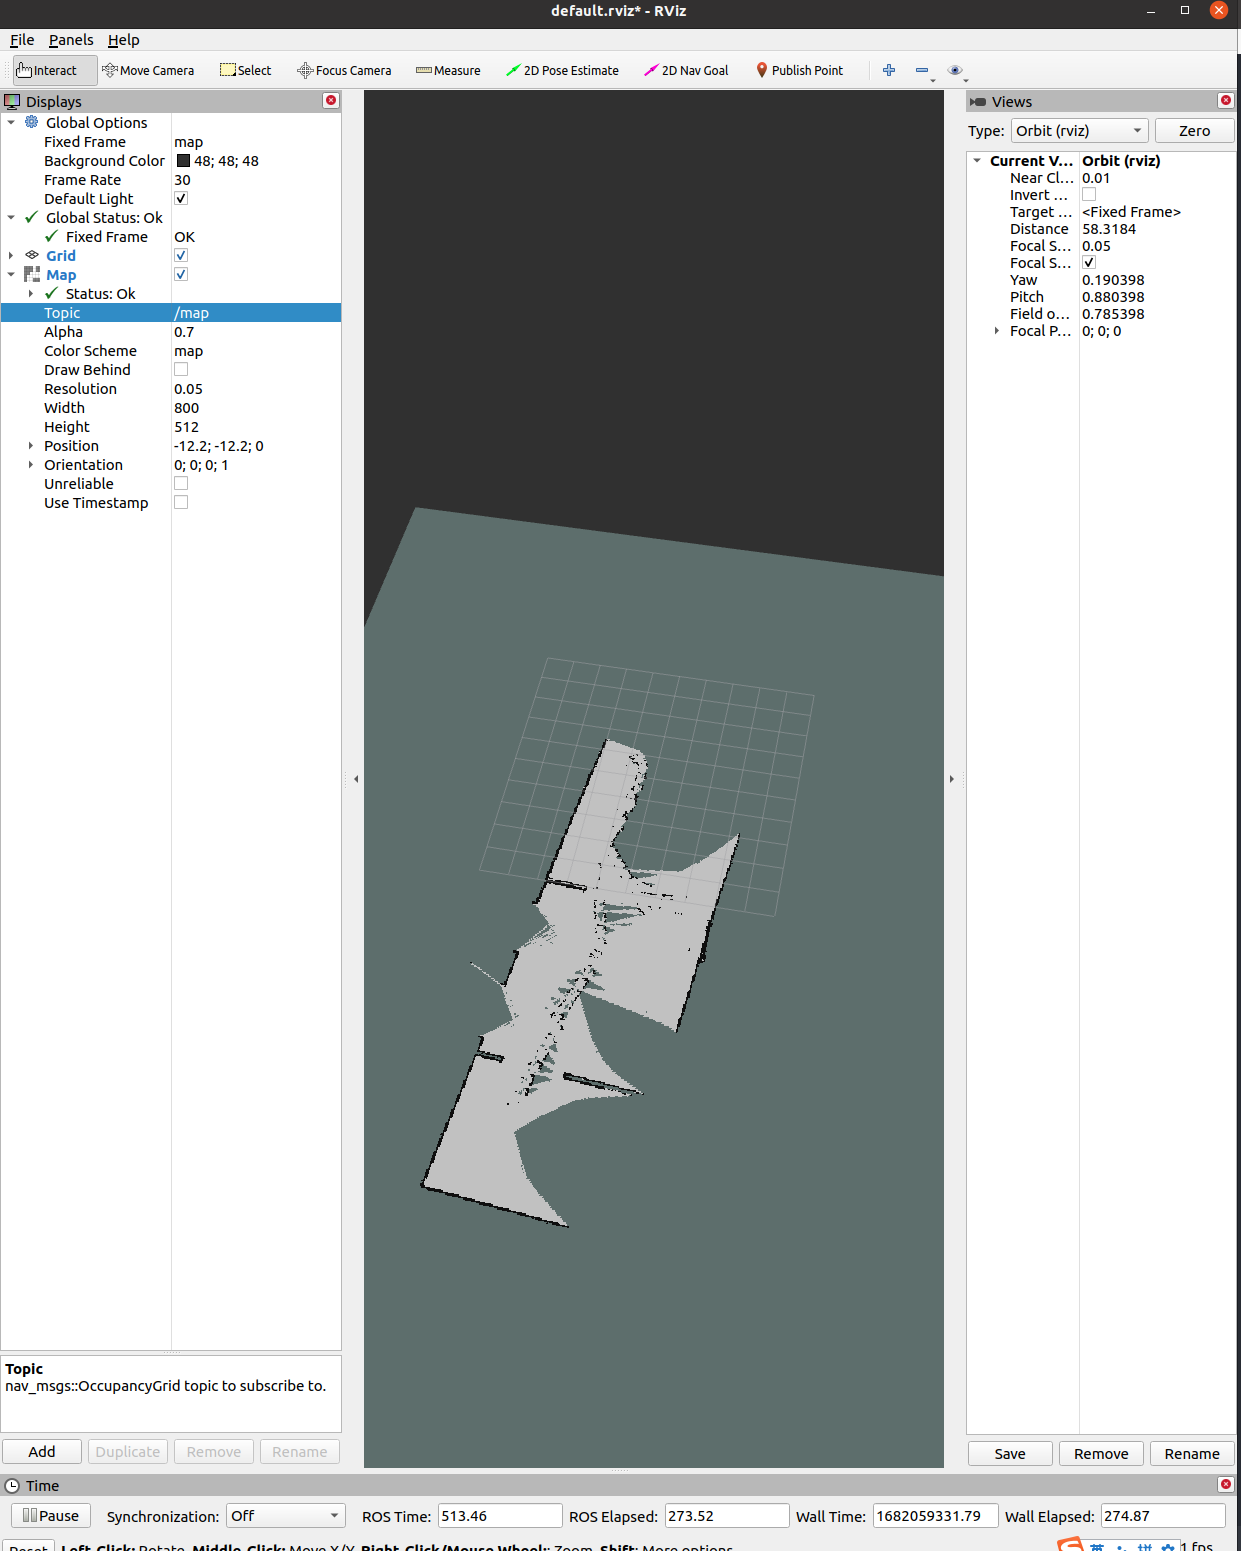 default.rviz* - RViz
File Panels Help
Interact Move Camera Select Focus Camera Measure 2D Pose Estimate 2D Nav Goal Publish Point
Displays
Global Options
Fixed Frame map
Background Color 48; 48; 48
Frame Rate 30
Default Light
Global Status: Ok
Fixed Frame OK
Grid
Map
Status: Ok
Topic /map
Alpha 0.7
Color Scheme map
Draw Behind
Resolution 0.05
Width 800
Height 512
Position -12.2; -12.2; 0
Orientation 0; 0; 0; 1
Unreliable
Use Timestamp
Topic
nav_msgs::OccupancyGrid topic to subscribe to.
Add Duplicate Remove Rename
Views
Type: Orbit (rviz) Zero
Current V... Orbit (rviz)
Near Cl... 0.01
Invert ...
Target ... <Fixed Frame>
Distance 58.3184
Focal S... 0.05
Focal S...
Yaw 0.190398
Pitch 0.880398
Field o... 0.785398
Focal P... 0; 0; 0
Save Remove Rename
Time
Pause Synchronization: Off ROS Time: 513.46 ROS Elapsed: 273.52 Wall Time: 1682059331.79 Wall Elapsed: 274.87
Reset Left-Click: Rotate. Middle-Click: Move X/Y. Right-Click/Mouse Wheel:: Zoom. Shift: More options. 英 拼 1 fps